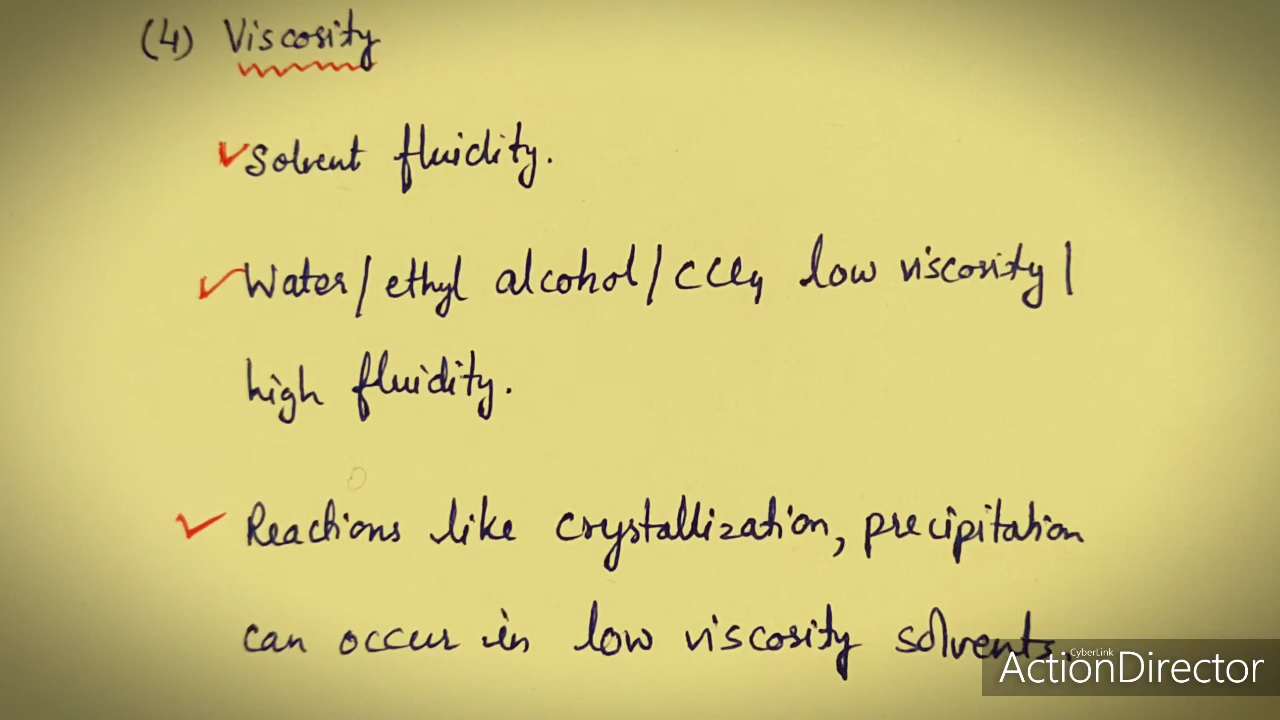 (4) Viscosity
Solvent fluidity.
Water/ethyl alcohol/CCl₄ low viscosity/
high fluidity.
Reactions like crystallization, precipitation
can occur in low viscosity solvents.
CyberLink
ActionDirector